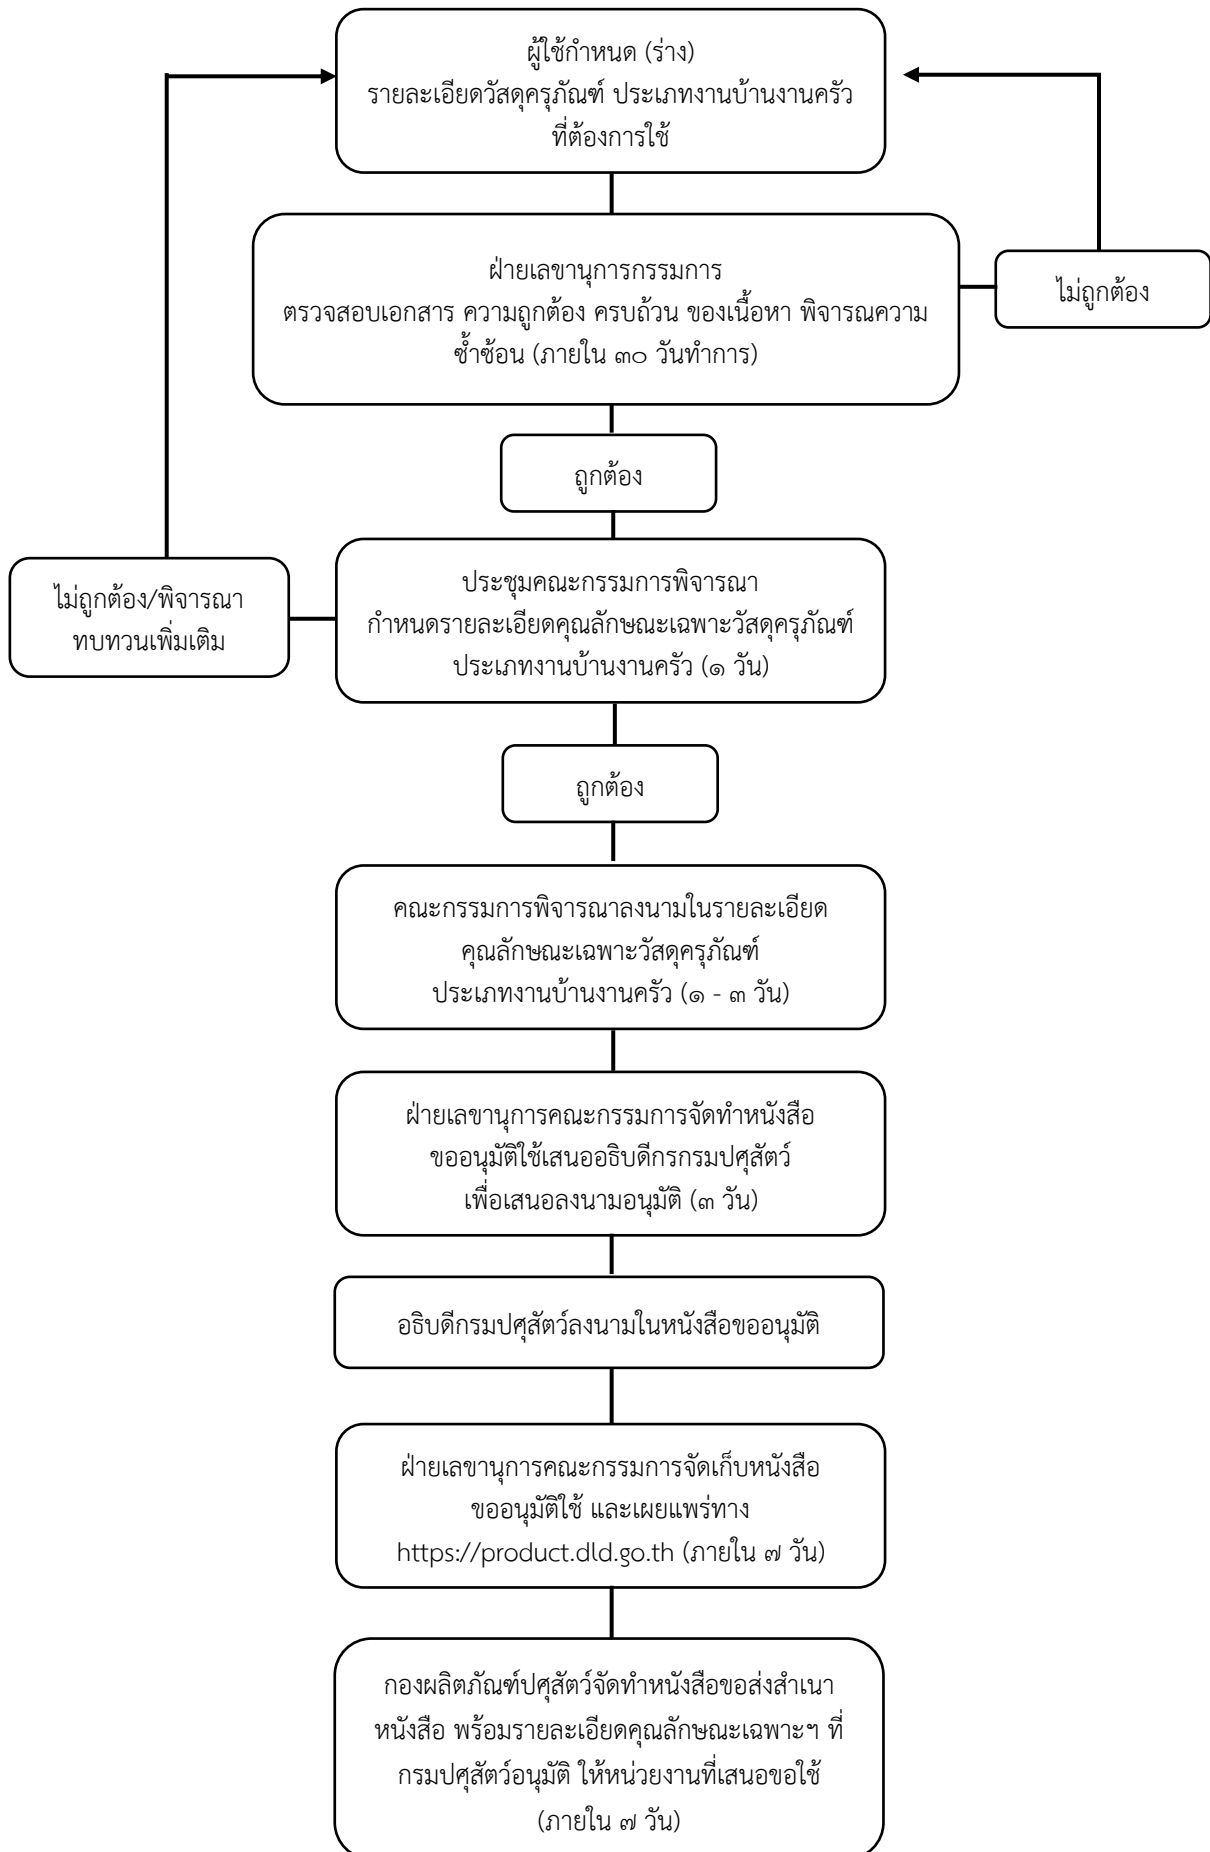 ผู้ใช้กำหนด (ร่าง)
รายละเอียดวัสดุครุภัณฑ์ ประเภทงานบ้านงานครัว
ที่ต้องการใช้
ฝ่ายเลขานุการกรรมการ
ตรวจสอบเอกสาร ความถูกต้อง ครบถ้วน ของเนื้อหา พิจารณความ
ซ้ำซ้อน (ภายใน ๓๐ วันทำการ)
ไม่ถูกต้อง
ถูกต้อง
ประชุมคณะกรรมการพิจารณา
กำหนดรายละเอียดคุณลักษณะเฉพาะวัสดุครุภัณฑ์
ประเภทงานบ้านงานครัว (๑ วัน)
ไม่ถูกต้อง/พิจารณา
ทบทวนเพิ่มเติม
ถูกต้อง
คณะกรรมการพิจารณาลงนามในรายละเอียด
คุณลักษณะเฉพาะวัสดุครุภัณฑ์
ประเภทงานบ้านงานครัว (๑ - ๓ วัน)
ฝ่ายเลขานุการคณะกรรมการจัดทำหนังสือ
ขออนุมัติใช้เสนออธิบดีกรกรมปศุสัตว์
เพื่อเสนอลงนามอนุมัติ (๓ วัน)
อธิบดีกรมปศุสัตว์ลงนามในหนังสือขออนุมัติ
ฝ่ายเลขานุการคณะกรรมการจัดเก็บหนังสือ
ขออนุมัติใช้ และเผยแพร่ทาง
https://product.dld.go.th (ภายใน ๗ วัน)
กองผลิตภัณฑ์ปศุสัตว์จัดทำหนังสือขอส่งสำเนา
หนังสือ พร้อมรายละเอียดคุณลักษณะเฉพาะฯ ที่
กรมปศุสัตว์อนุมัติ ให้หน่วยงานที่เสนอขอใช้
(ภายใน ๗ วัน)